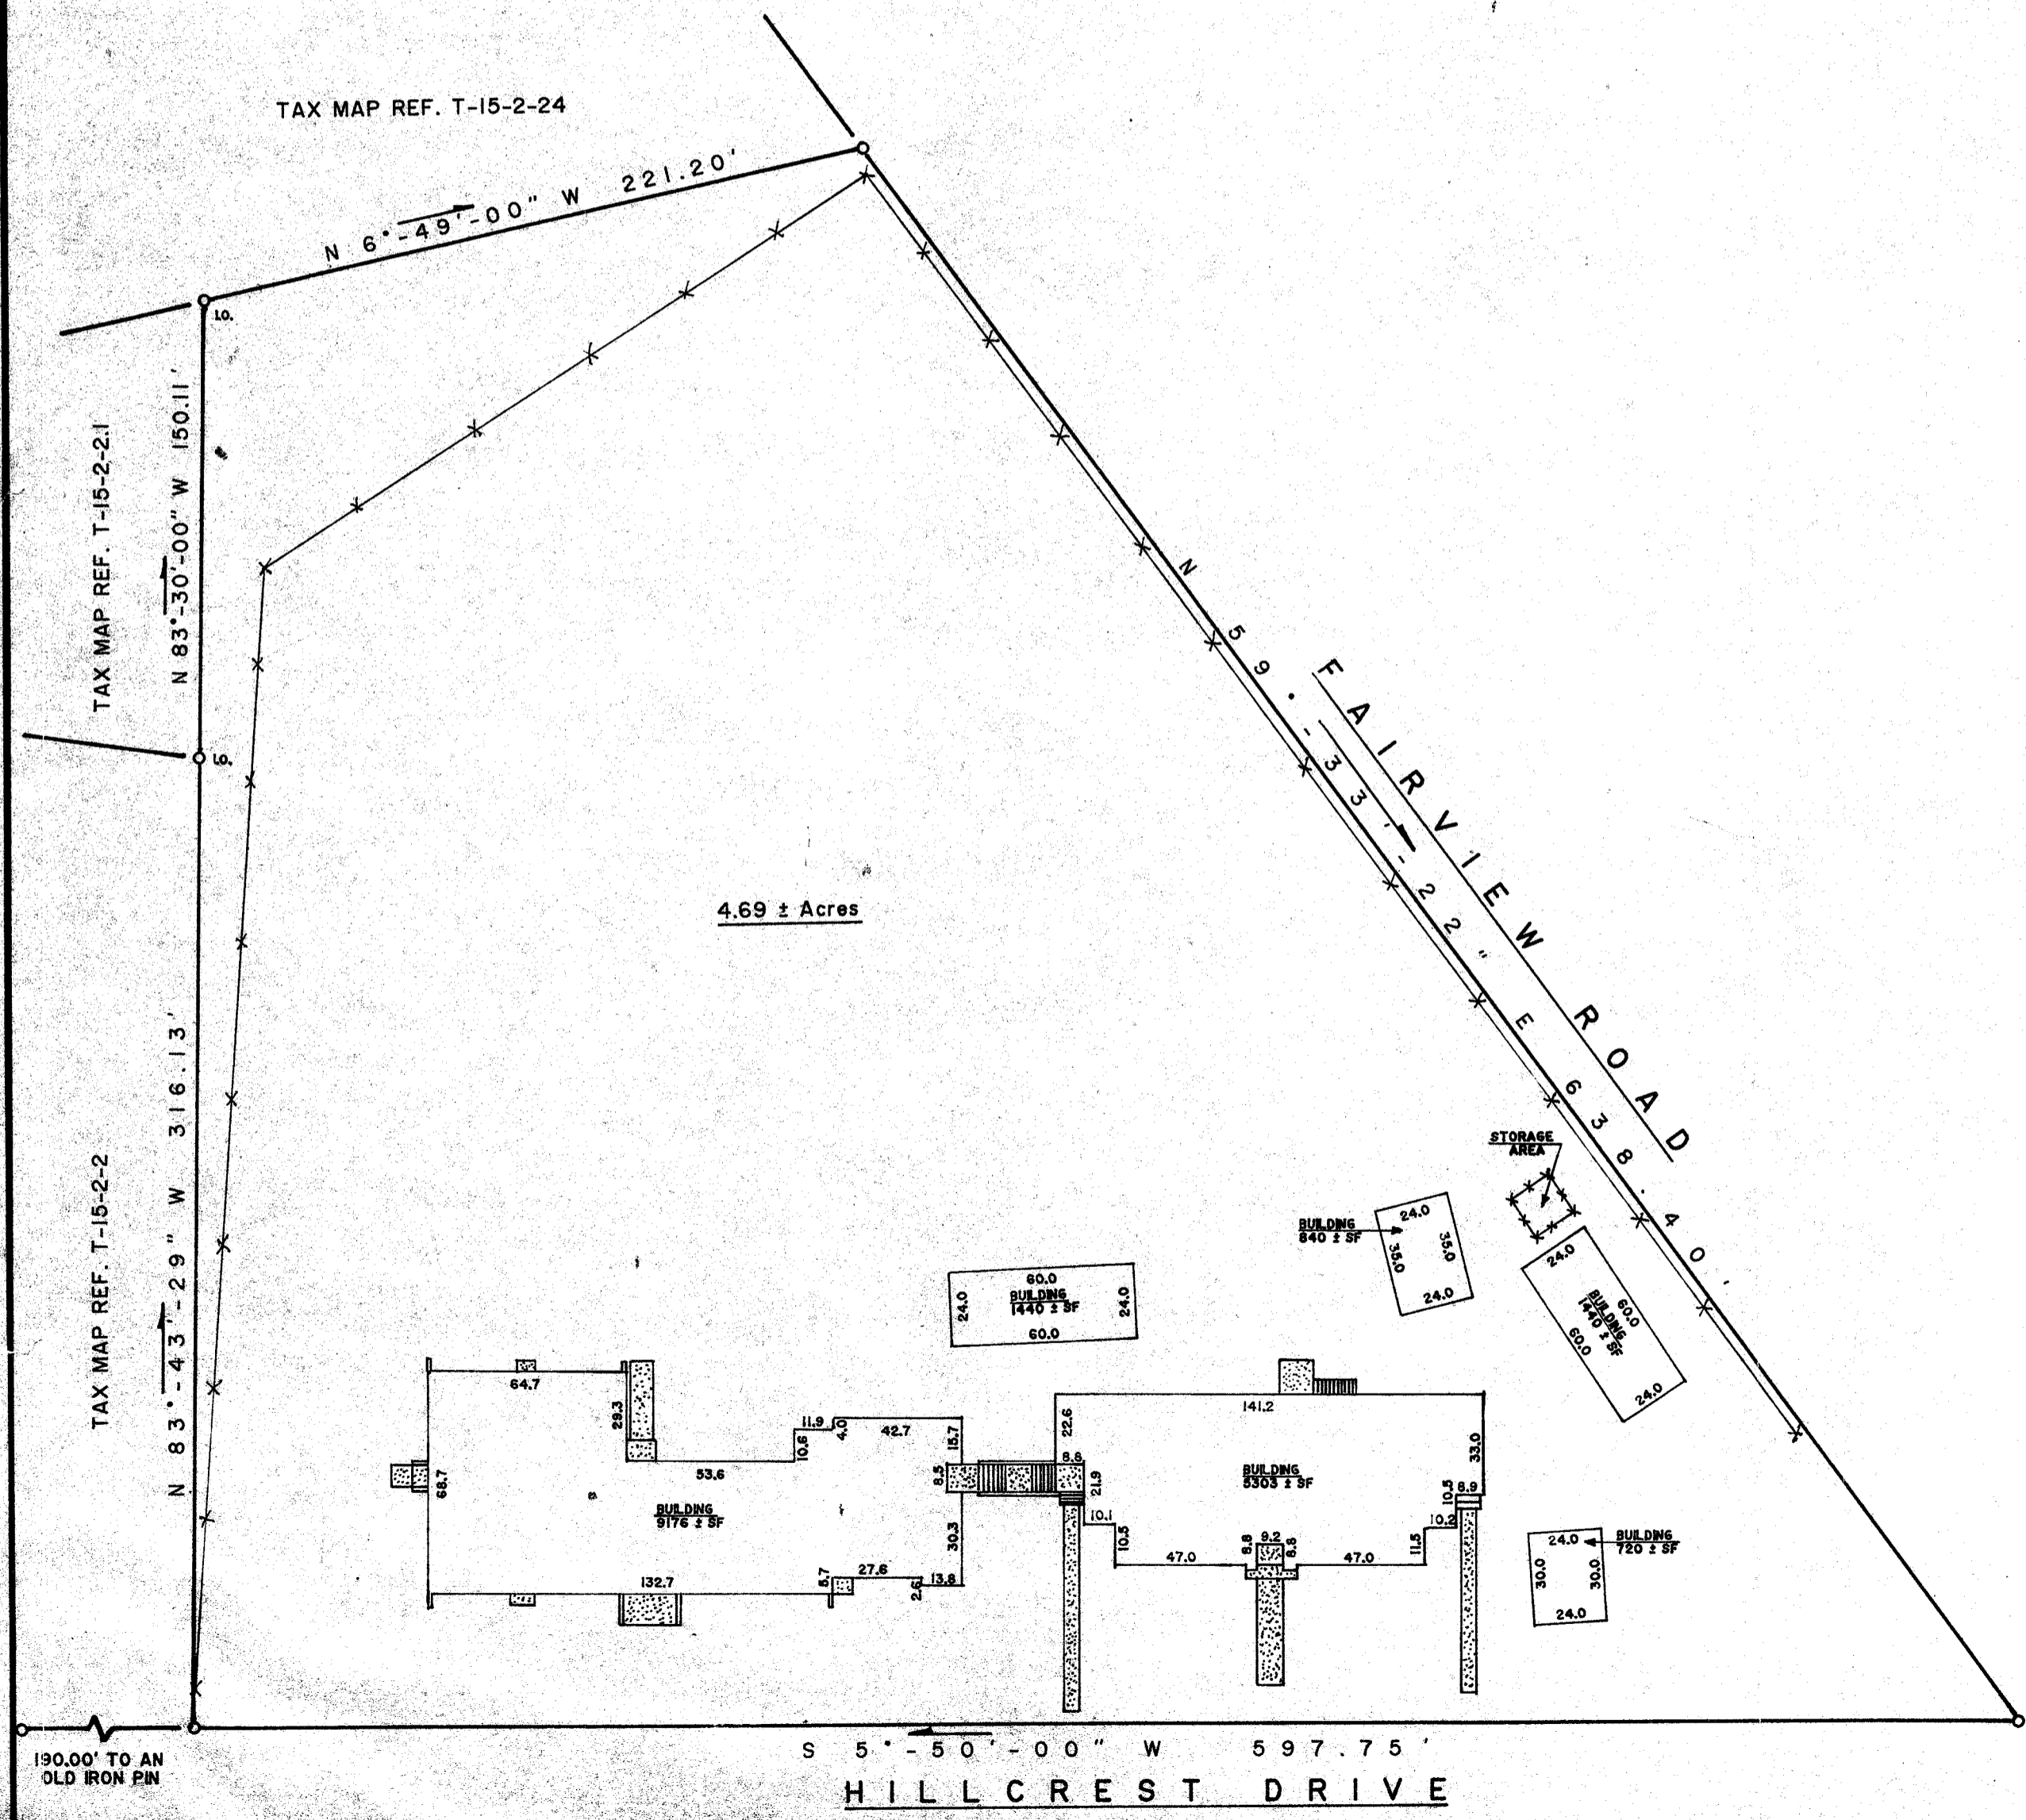 TAX MAP REF. T-15-2-24
N 6°-49'-00" W 221.20'
I.O.
TAX MAP REF. T-15-2-2.1
N 83°-30'-00" W 150.11'
I.O.
N 59°-33'-22" E 638.40'
FAIRVIEW ROAD
4.69 ± Acres
TAX MAP REF. T-15-2-2
N 83°-43'-29" W 316.13'
STORAGE
AREA
BUILDING
840 ± SF
24.0
35.0
35.0
24.0
24.0
60.0
BUILDING
1440 ± SF
60.0
24.0
60.0
24.0
BUILDING
1440 ± SF
24.0
60.0
64.7
29.3
11.9
4.0
42.7
10.6
15.7
53.6
68.7
8.5
BUILDING
9176 ± SF
30.3
132.7
5.7
27.6
2.6
13.8
141.2
22.6
33.0
8.8
21.9
BUILDING
5303 ± SF
10.5
8.9
10.1
10.5
10.2
11.5
47.0
8.8
9.2
8.8
47.0
24.0
BUILDING
720 ± SF
30.0
30.0
24.0
190.00' TO AN
OLD IRON PIN
S 5°-50'-00" W 597.75'
HILLCREST DRIVE